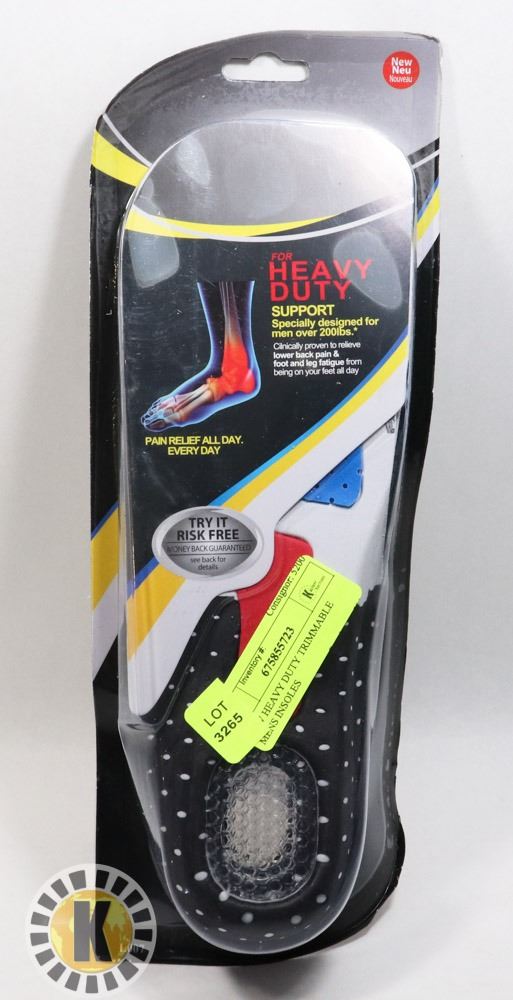 New
Neu
Nouveau
FOR
HEAVY
DUTY
SUPPORT
Specially designed for
men over 200lbs.*
Clinically proven to relieve
lower back pain &
foot and leg fatigue from
being on your feet all day
PAIN RELIEF ALL DAY.
EVERY DAY
TRY IT
RISK FREE
MONEY BACK GUARANTEED
see back for
details
Consignor: 5200
Inventory #:
675855723
K
HEAVY DUTY TRIMMABLE
MENS INSOLES
LOT
3265
K